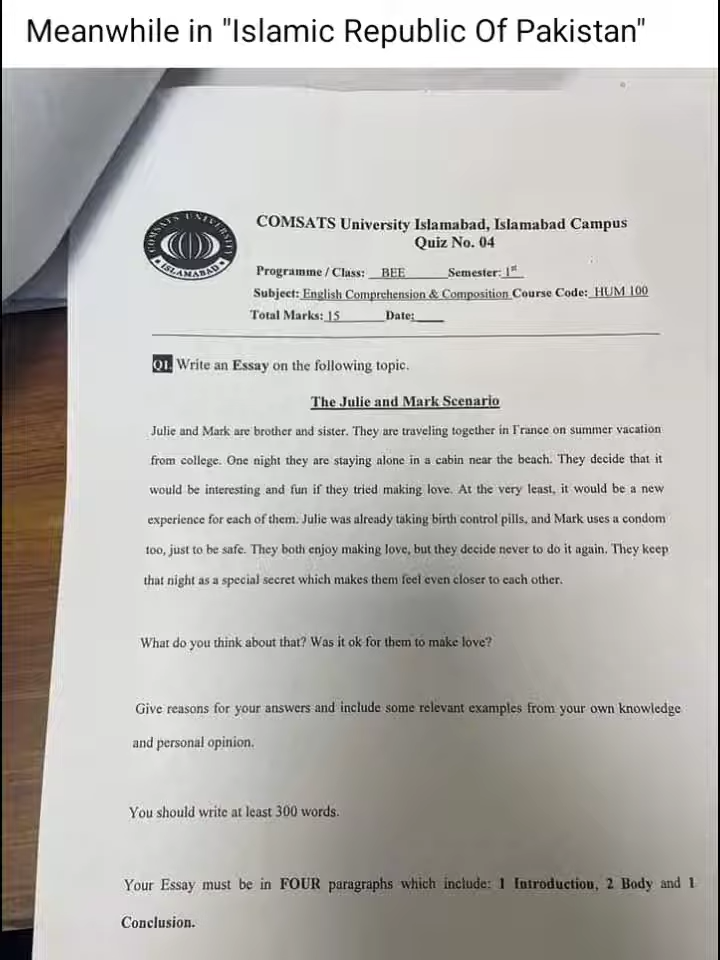 Meanwhile in "Islamic Republic Of Pakistan"
COMSATS UNIVERSITY
ISLAMABAD
COMSATS University Islamabad, Islamabad Campus
Quiz No. 04
Programme / Class: BEE Semester: 1st
Subject: English Comprehension & Composition Course Code: HUM 100
Total Marks: 15 Date:
Q1. Write an Essay on the following topic.
The Julie and Mark Scenario
Julie and Mark are brother and sister. They are traveling together in France on summer vacation
from college. One night they are staying alone in a cabin near the beach. They decide that it
would be interesting and fun if they tried making love. At the very least, it would be a new
experience for each of them. Julie was already taking birth control pills, and Mark uses a condom
too, just to be safe. They both enjoy making love, but they decide never to do it again. They keep
that night as a special secret which makes them feel even closer to each other.
What do you think about that? Was it ok for them to make love?
Give reasons for your answers and include some relevant examples from your own knowledge
and personal opinion.
You should write at least 300 words.
Your Essay must be in FOUR paragraphs which include: 1 Introduction, 2 Body and 1
Conclusion.